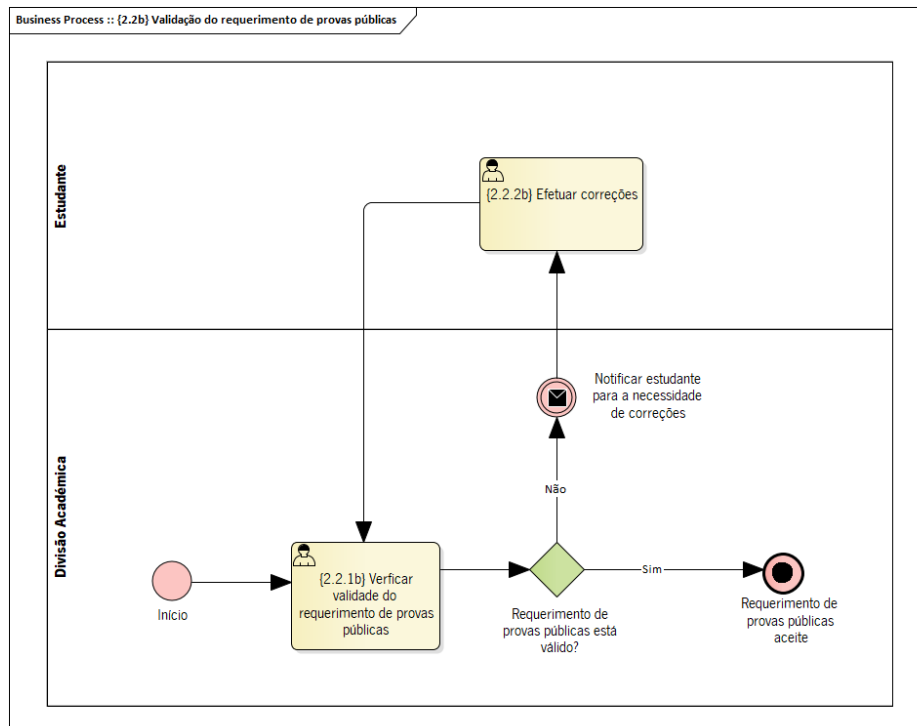 Business Process :: {2.2b} Validação do requerimento de provas públicas
Estudante
{2.2.2b} Efetuar correções
Divisão Académica
Notificar estudante
para a necessidade
de correções
Não
Início
{2.2.1b} Verficar
validade do
requerimento de provas
públicas
Requerimento de
provas públicas está
válido?
Sim
Requerimento de
provas públicas
aceite